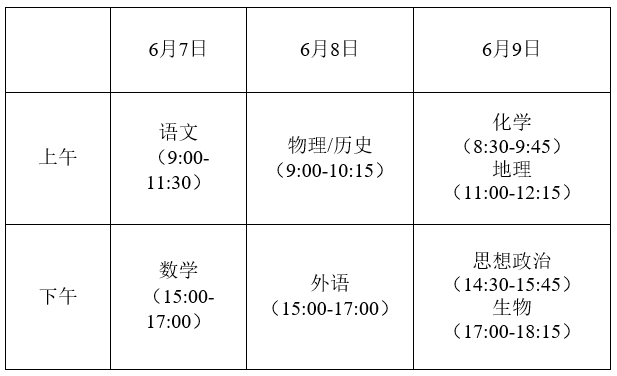 6月7日
6月8日
6月9日
上午
语文
（9:00-
11:30）
物理/历史
（9:00-10:15）
化学
（8:30-9:45）
地理
（11:00-12:15）
下午
数学
（15:00-
17:00）
外语
（15:00-17:00）
思想政治
（14:30-15:45）
生物
（17:00-18:15）